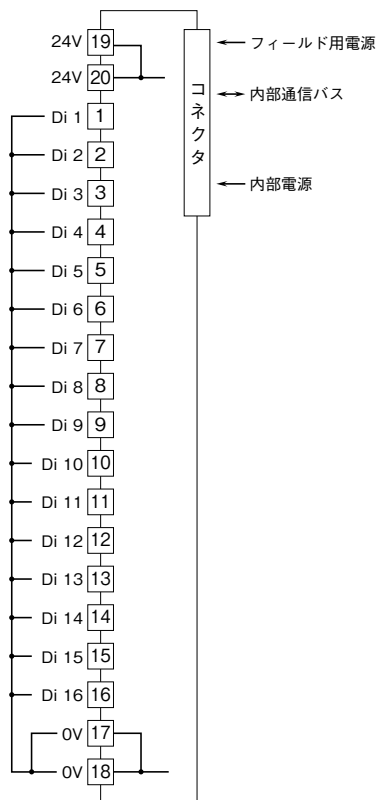 24V 19
24V 20
Di 1 1
Di 2 2
Di 3 3
Di 4 4
Di 5 5
Di 6 6
Di 7 7
Di 8 8
Di 9 9
Di 10 10
Di 11 11
Di 12 12
Di 13 13
Di 14 14
Di 15 15
Di 16 16
0V 17
0V 18
コネクタ
フィールド用電源
内部通信バス
内部電源